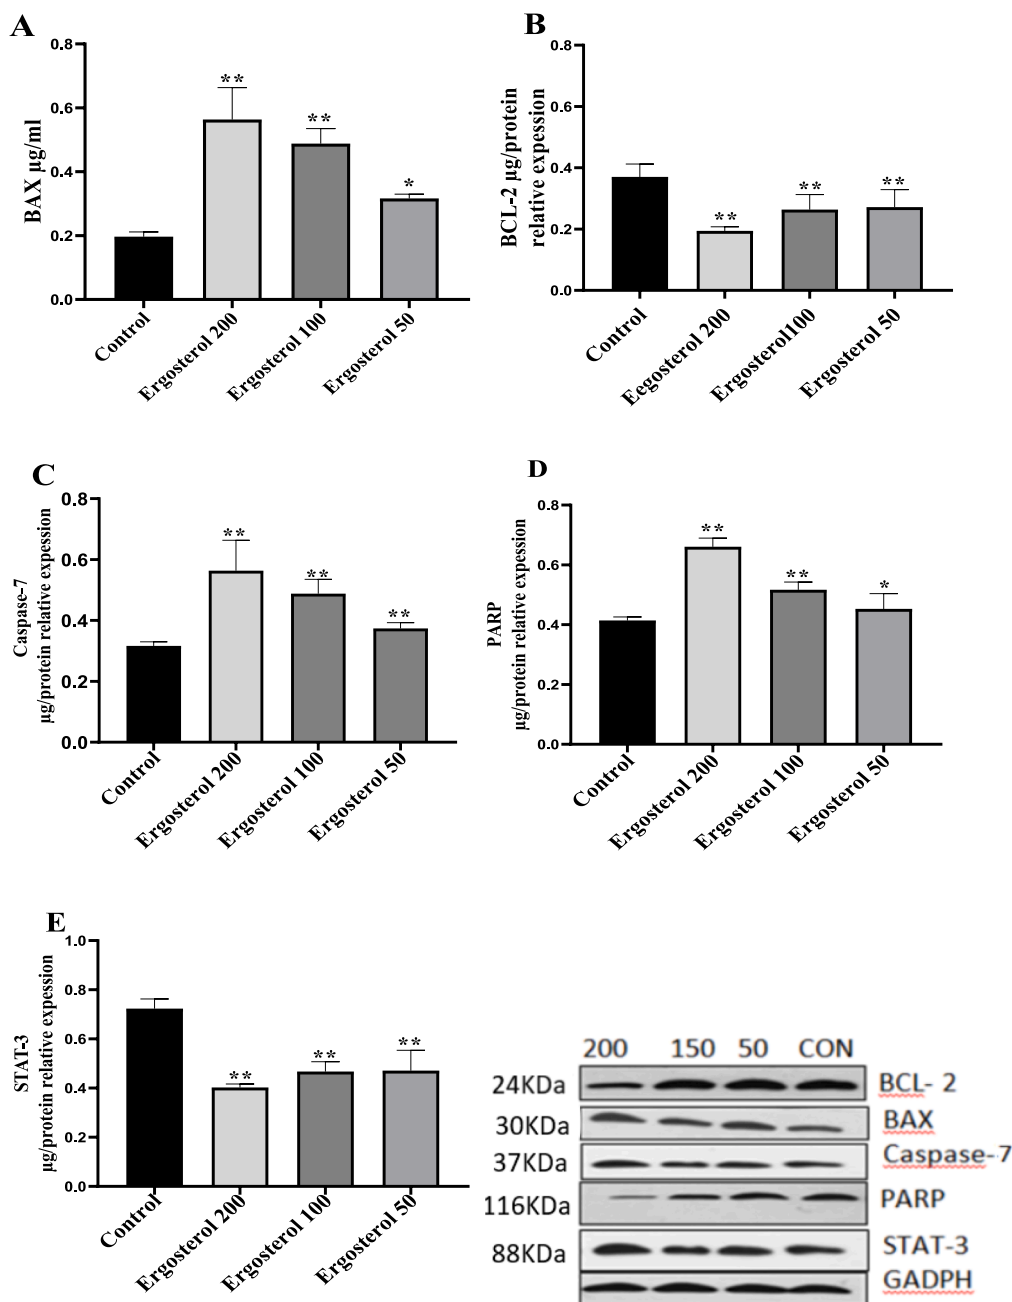 A
BAX µg/ml
0.8
0.6
0.4
0.2
0.0
**
**
*
Control
Ergosterol 200
Ergosterol 100
Ergosterol 50
B
BCL-2 µg/protein
relative expession
0.8
0.6
0.4
0.2
0.0
**
**
**
Control
Eegosterol 200
Ergosterol100
Ergosterol 50
C
Caspase-7
µg/protein relative expession
0.8
0.6
0.4
0.2
0.0
**
**
**
Control
Ergosterol 200
Ergosterol 100
Ergosterol 50
D
PARP
µg/protein relative expession
0.8
0.6
0.4
0.2
0.0
**
**
*
Control
Ergosterol 200
Ergosterol 100
Ergosterol 50
E
STAT-3
µg/protein relative expession
1.0
0.8
0.6
0.4
0.2
0.0
**
**
**
Control
Ergosterol 200
Ergosterol 100
Ergosterol 50
200 150 50 CON
24KDa BCL- 2
30KDa BAX
37KDa Caspase-7
116KDa PARP
88KDa STAT-3
GADPH